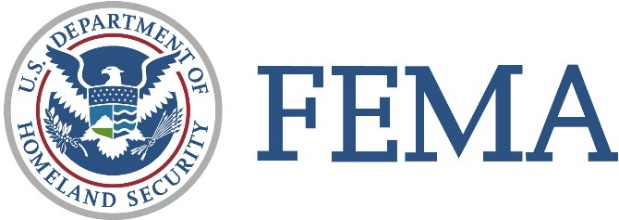 U.S. DEPARTMENT OF
HOMELAND SECURITY
FEMA